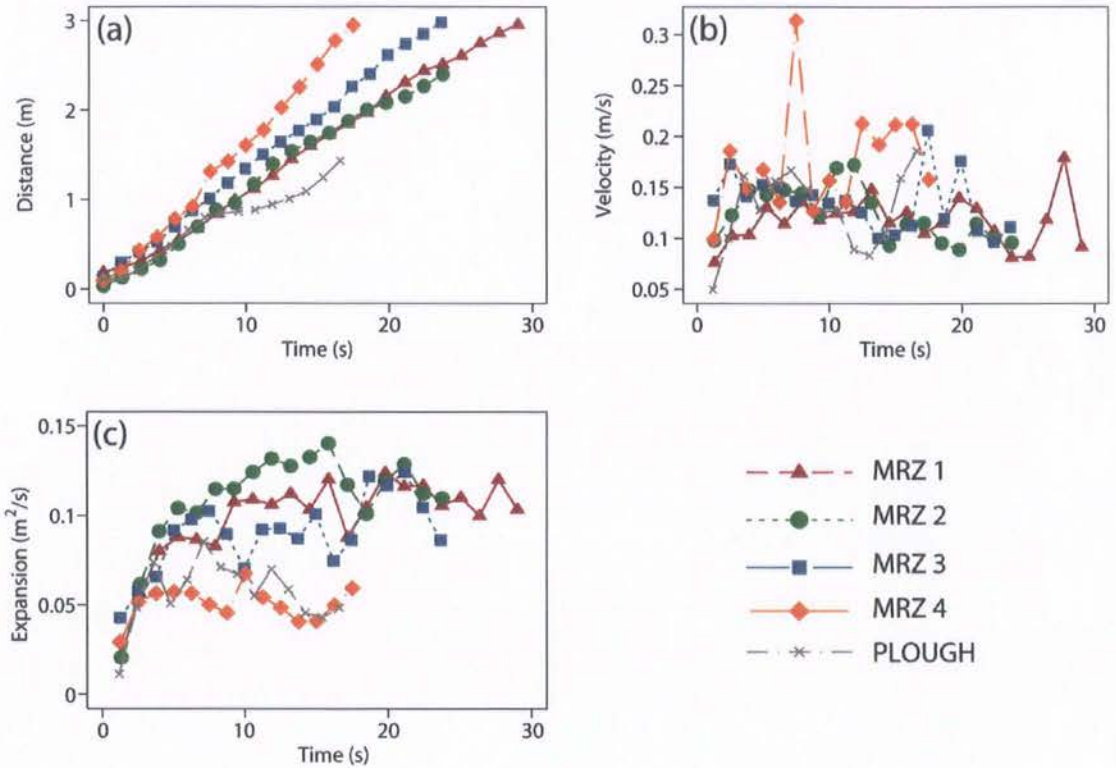 (a)
3
2
1
0
Distance (m)
0 10 20 30
Time (s)
(b)
0.3
0.25
0.2
0.15
0.1
0.05
Velocity (m/s)
0 10 20 30
Time (s)
(c)
0.15
0.1
0.05
0
Expansion (m²/s)
0 10 20 30
Time (s)
MRZ 1
MRZ 2
MRZ 3
MRZ 4
PLOUGH